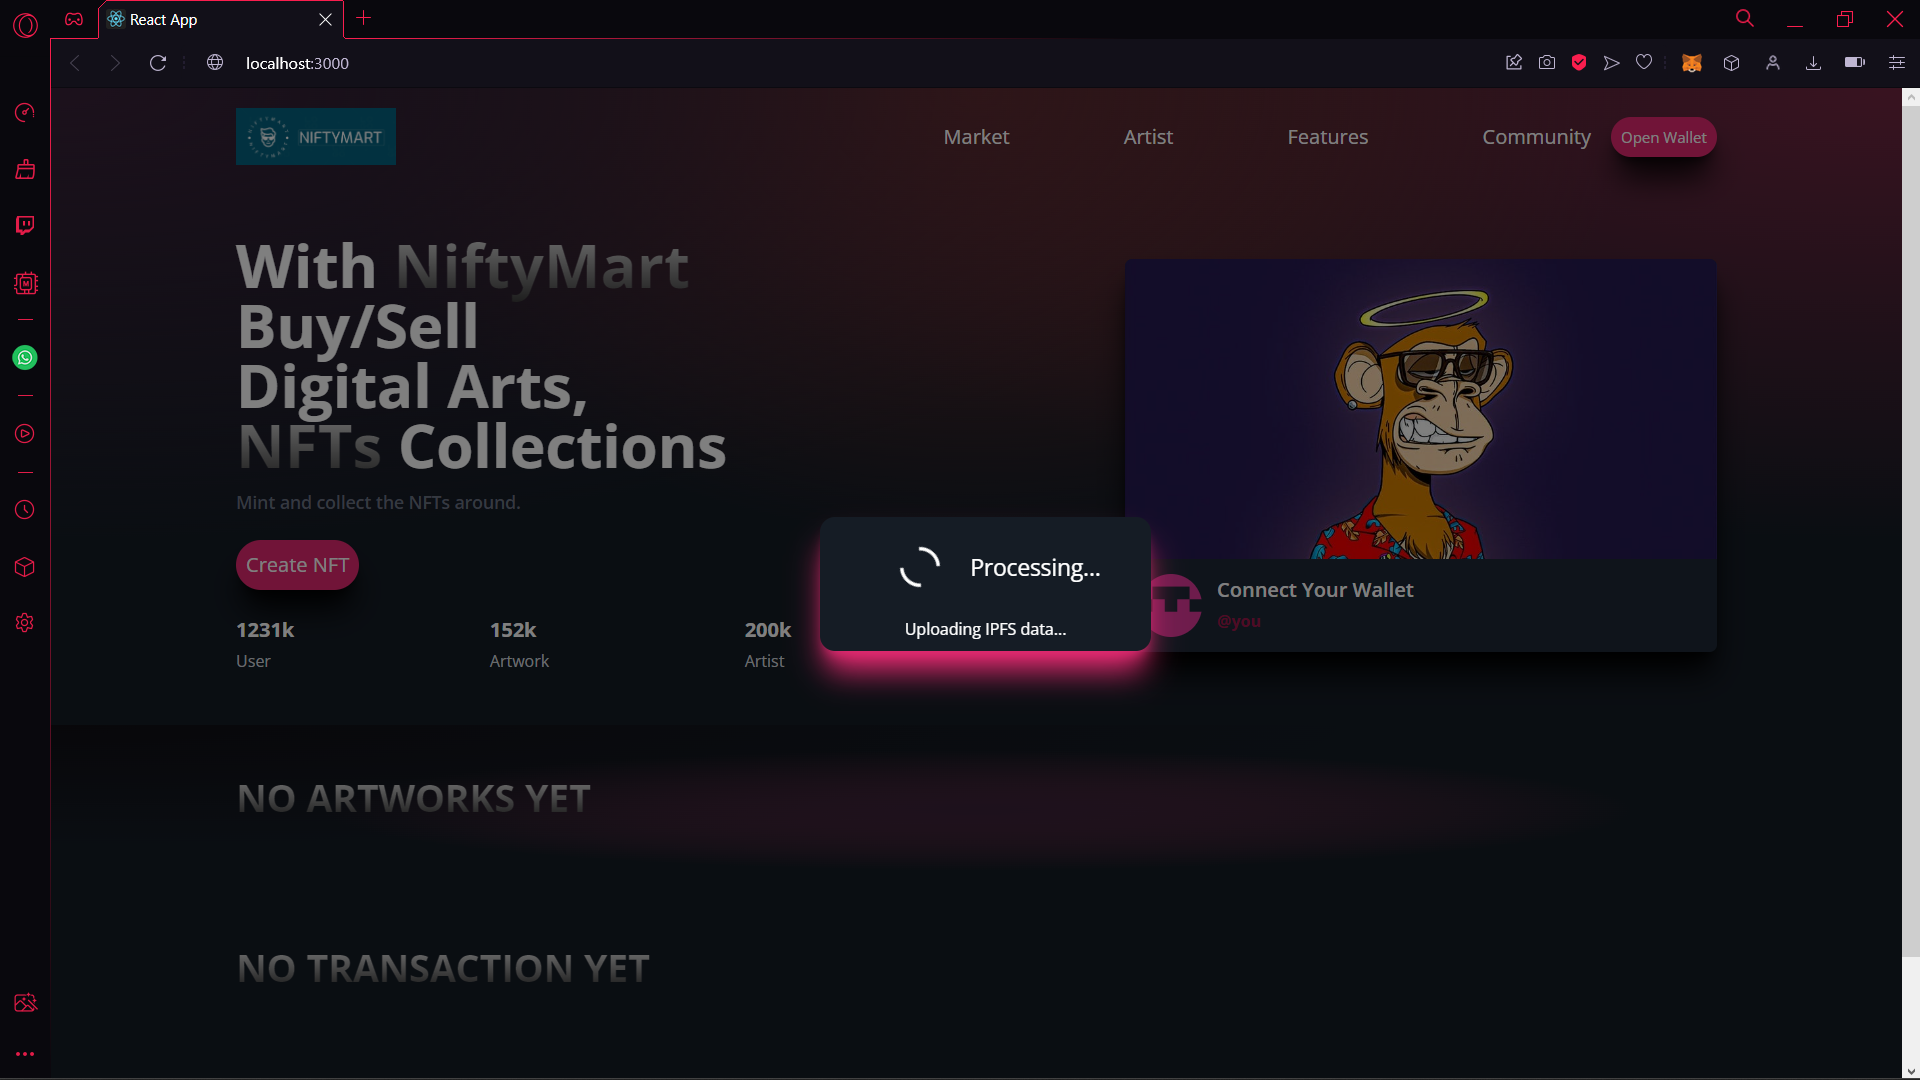 React App
localhost:3000
NIFTYMART
Market
Artist
Features
Community
Open Wallet
With NiftyMart
Buy/Sell
Digital Arts,
NFTs Collections
Mint and collect the NFTs around.
Create NFT
1231k
152k
200k
User
Artwork
Artist
Processing...
Uploading IPFS data...
Connect Your Wallet
@you
NO ARTWORKS YET
NO TRANSACTION YET